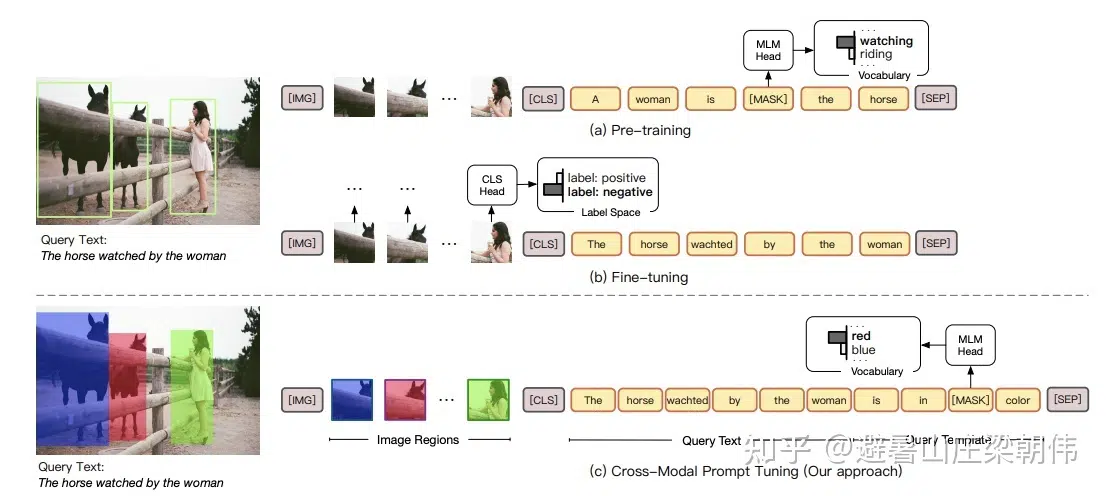 MLM
Head
...
watching
riding
...
Vocabulary
[IMG]
...
[CLS]
A
woman
is
[MASK]
the
horse
[SEP]
(a) Pre-training
Query Text:
The horse watched by the woman
...
...
CLS
Head
label: positive
label: negative
Label Space
[IMG]
...
[CLS]
The
horse
wachted
by
the
woman
[SEP]
(b) Fine-tuning
...
red
blue
...
Vocabulary
MLM
Head
[IMG]
...
[CLS]
The
horse
wachted
by
the
woman
is
in
[MASK]
color
[SEP]
Image Regions
Query Text
Query Template
Query Text:
The horse watched by the woman
(c) Cross-Modal Prompt Tuning (Our approach)
知乎 @避暑山庄梁朝伟